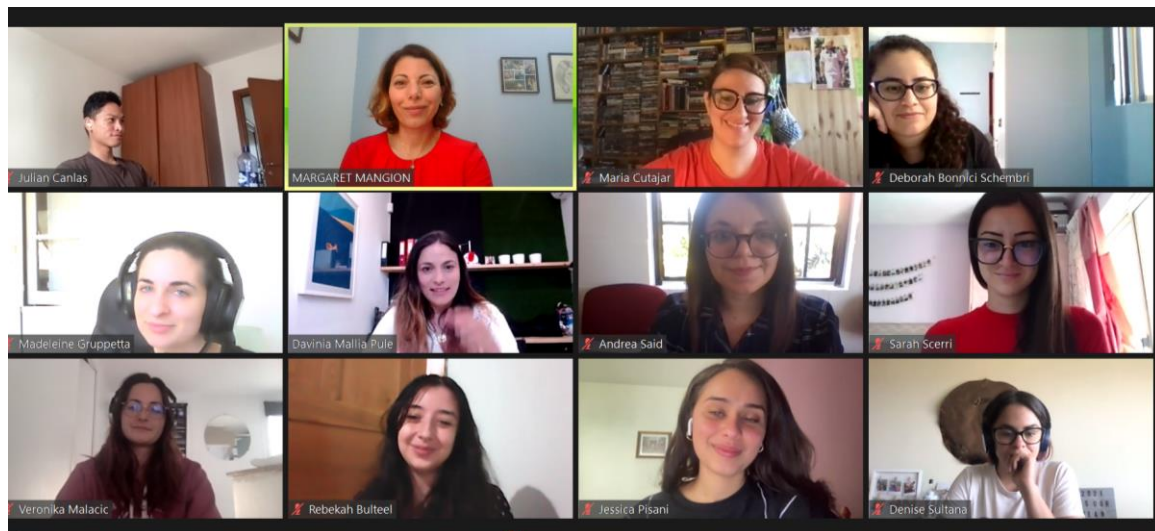 Julian Canlas
MARGARET MANGION
Maria Cutajar
Deborah Bonnici Schembri
Madeleine Gruppetta
Davinia Mallia Pule
Andrea Said
Sarah Scerri
Veronika Malacic
Rebekah Bulteel
Jessica Pisani
Denise Sultana